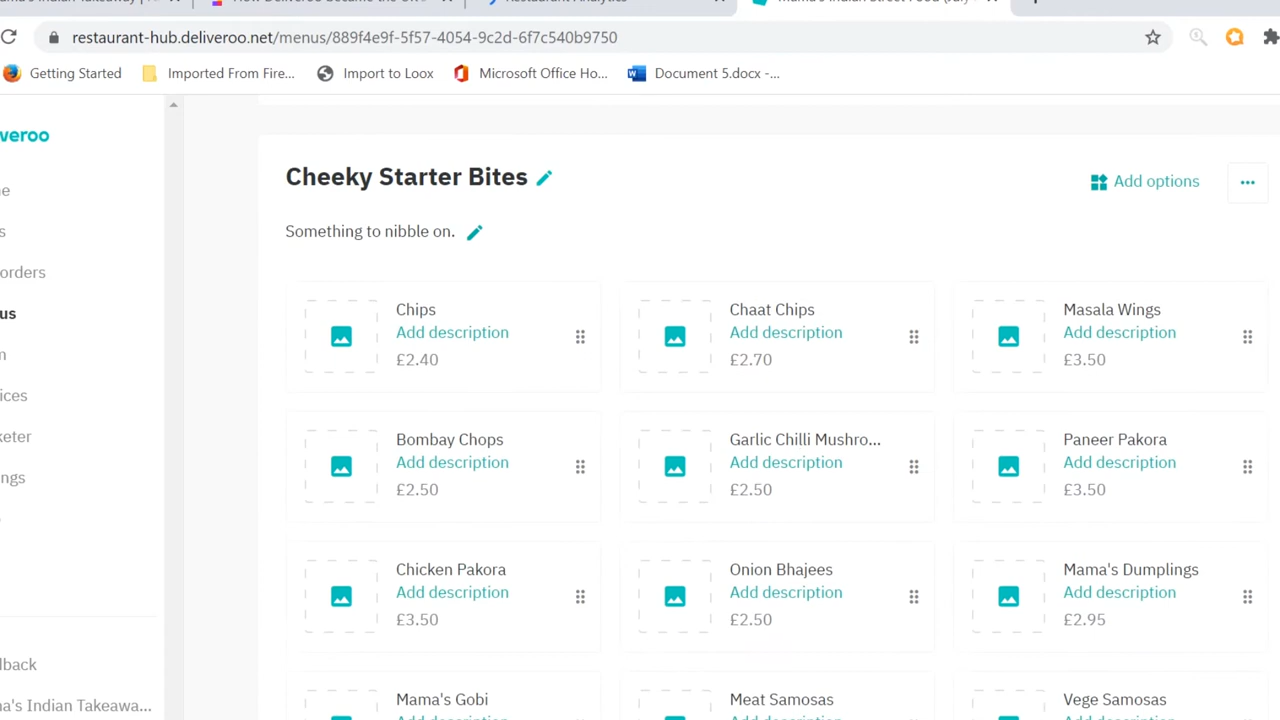 restaurant-hub.deliveroo.net/menus/889f4e9f-5f57-4054-9c2d-6f7c540b9750
Getting Started
Imported From Fire...
Import to Loox
Microsoft Office Ho...
Document 5.docx -...
veroo
orders
us
ices
keter
ngs
lback
a's Indian Takeawa...
Cheeky Starter Bites
Add options
Something to nibble on.
Chips
Add description
£2.40
Chaat Chips
Add description
£2.70
Masala Wings
Add description
£3.50
Bombay Chops
Add description
£2.50
Garlic Chilli Mushro...
Add description
£2.50
Paneer Pakora
Add description
£3.50
Chicken Pakora
Add description
£3.50
Onion Bhajees
Add description
£2.50
Mama's Dumplings
Add description
£2.95
Mama's Gobi
Meat Samosas
Vege Samosas